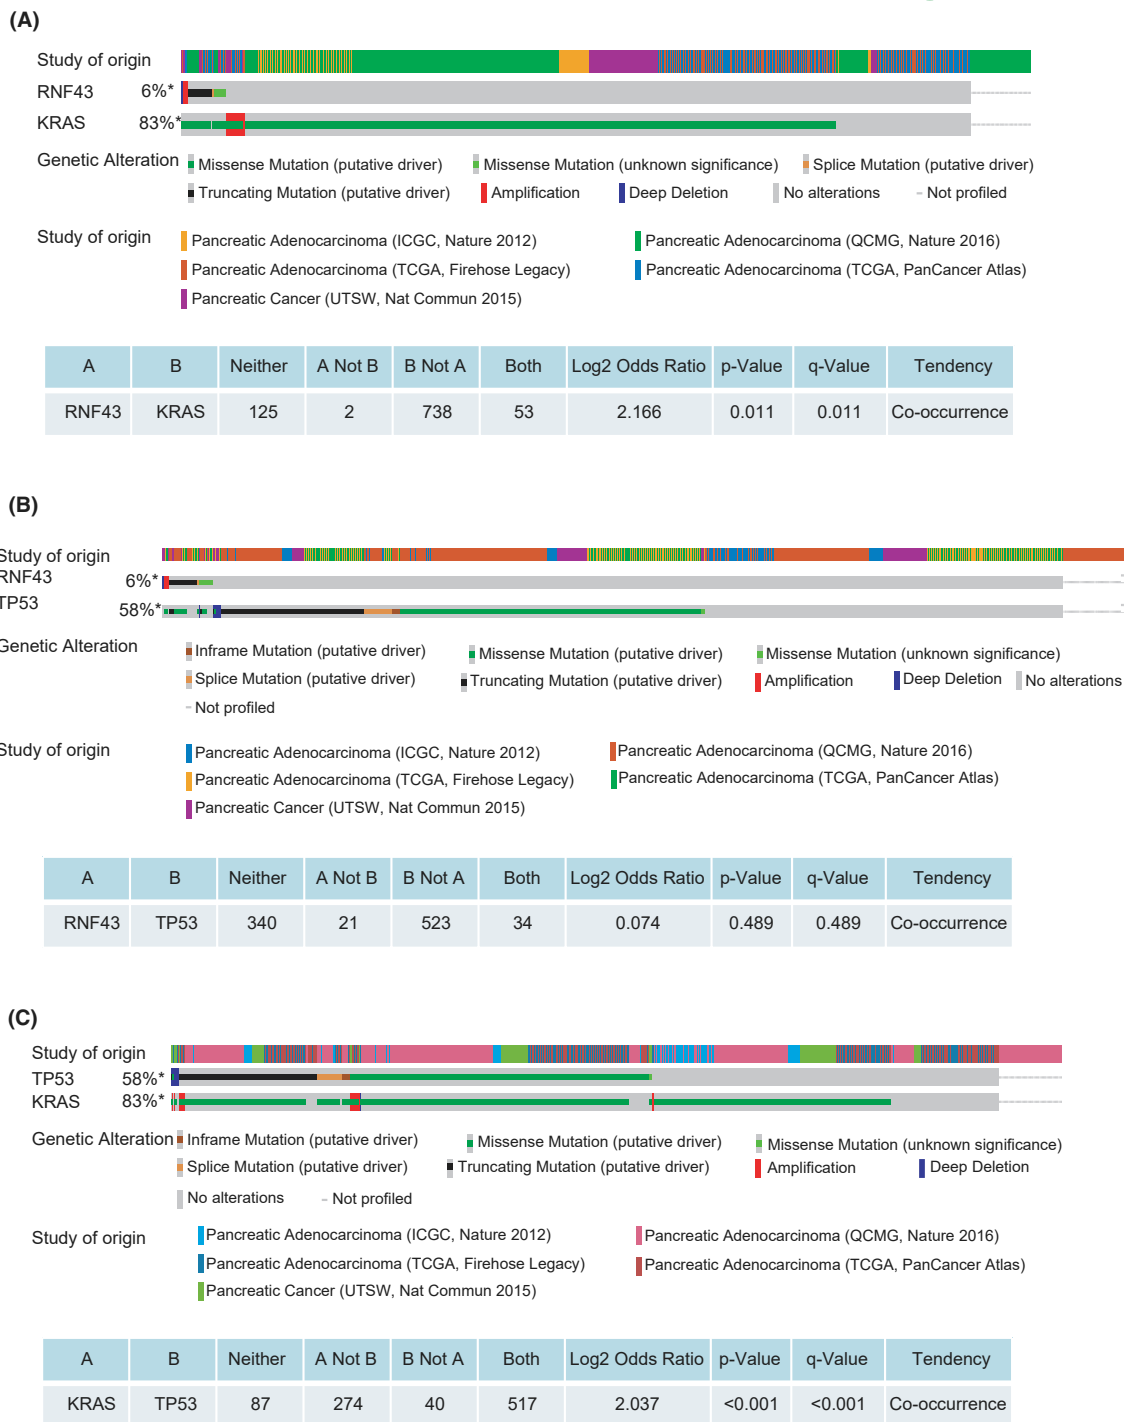 (A)
Study of origin
RNF43 6%*
KRAS 83%*
Genetic Alteration Missense Mutation (putative driver) Missense Mutation (unknown significance) Splice Mutation (putative driver)
Truncating Mutation (putative driver) Amplification Deep Deletion No alterations Not profiled
Study of origin Pancreatic Adenocarcinoma (ICGC, Nature 2012) Pancreatic Adenocarcinoma (QCMG, Nature 2016)
Pancreatic Adenocarcinoma (TCGA, Firehose Legacy) Pancreatic Adenocarcinoma (TCGA, PanCancer Atlas)
Pancreatic Cancer (UTSW, Nat Commun 2015)
A B Neither A Not B B Not A Both Log2 Odds Ratio p-Value q-Value Tendency
RNF43 KRAS 125 2 738 53 2.166 0.011 0.011 Co-occurrence
(B)
Study of origin
RNF43 6%*
TP53 58%*
Genetic Alteration Inframe Mutation (putative driver) Missense Mutation (putative driver) Missense Mutation (unknown significance)
Splice Mutation (putative driver) Truncating Mutation (putative driver) Amplification Deep Deletion No alterations
Not profiled
Study of origin Pancreatic Adenocarcinoma (ICGC, Nature 2012) Pancreatic Adenocarcinoma (QCMG, Nature 2016)
Pancreatic Adenocarcinoma (TCGA, Firehose Legacy) Pancreatic Adenocarcinoma (TCGA, PanCancer Atlas)
Pancreatic Cancer (UTSW, Nat Commun 2015)
A B Neither A Not B B Not A Both Log2 Odds Ratio p-Value q-Value Tendency
RNF43 TP53 340 21 523 34 0.074 0.489 0.489 Co-occurrence
(C)
Study of origin
TP53 58%*
KRAS 83%*
Genetic Alteration Inframe Mutation (putative driver) Missense Mutation (putative driver) Missense Mutation (unknown significance)
Splice Mutation (putative driver) Truncating Mutation (putative driver) Amplification Deep Deletion
No alterations Not profiled
Study of origin Pancreatic Adenocarcinoma (ICGC, Nature 2012) Pancreatic Adenocarcinoma (QCMG, Nature 2016)
Pancreatic Adenocarcinoma (TCGA, Firehose Legacy) Pancreatic Adenocarcinoma (TCGA, PanCancer Atlas)
Pancreatic Cancer (UTSW, Nat Commun 2015)
A B Neither A Not B B Not A Both Log2 Odds Ratio p-Value q-Value Tendency
KRAS TP53 87 274 40 517 2.037 <0.001 <0.001 Co-occurrence